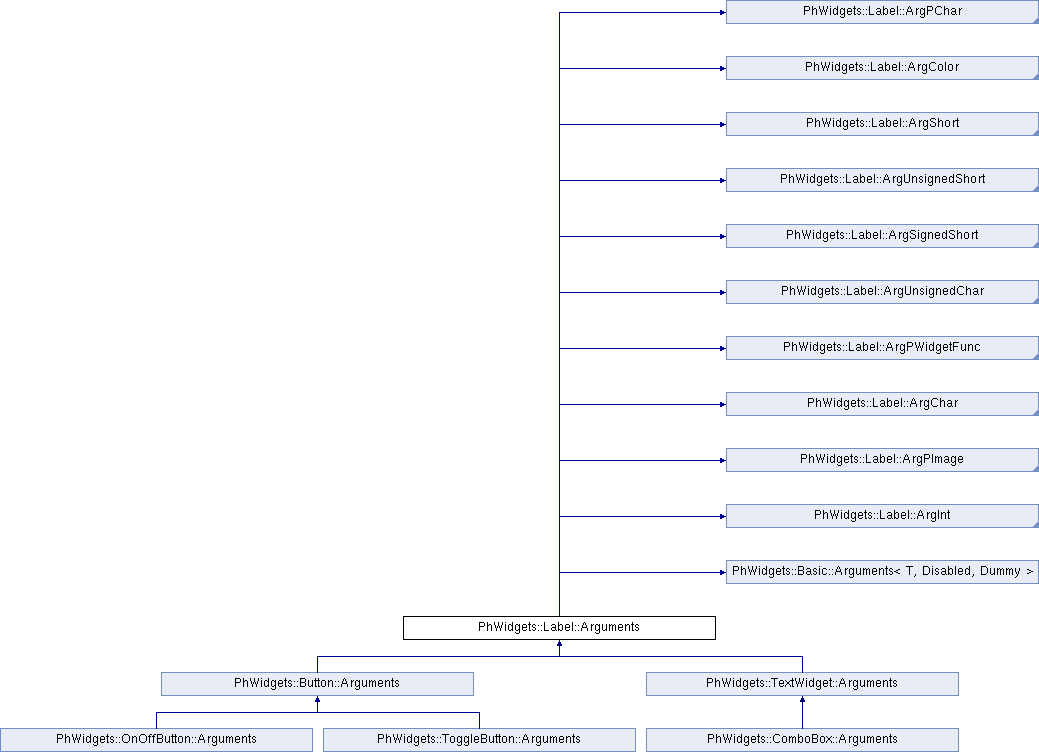 PhWidgets::Label::ArgPChar
PhWidgets::Label::ArgColor
PhWidgets::Label::ArgShort
PhWidgets::Label::ArgUnsignedShort
PhWidgets::Label::ArgSignedShort
PhWidgets::Label::ArgUnsignedChar
PhWidgets::Label::ArgPWidgetFunc
PhWidgets::Label::ArgChar
PhWidgets::Label::ArgPImage
PhWidgets::Label::ArgInt
PhWidgets::Basic::Arguments< T, Disabled, Dummy >
PhWidgets::Label::Arguments
PhWidgets::Button::Arguments
PhWidgets::TextWidget::Arguments
PhWidgets::OnOffButton::Arguments
PhWidgets::ToggleButton::Arguments
PhWidgets::ComboBox::Arguments